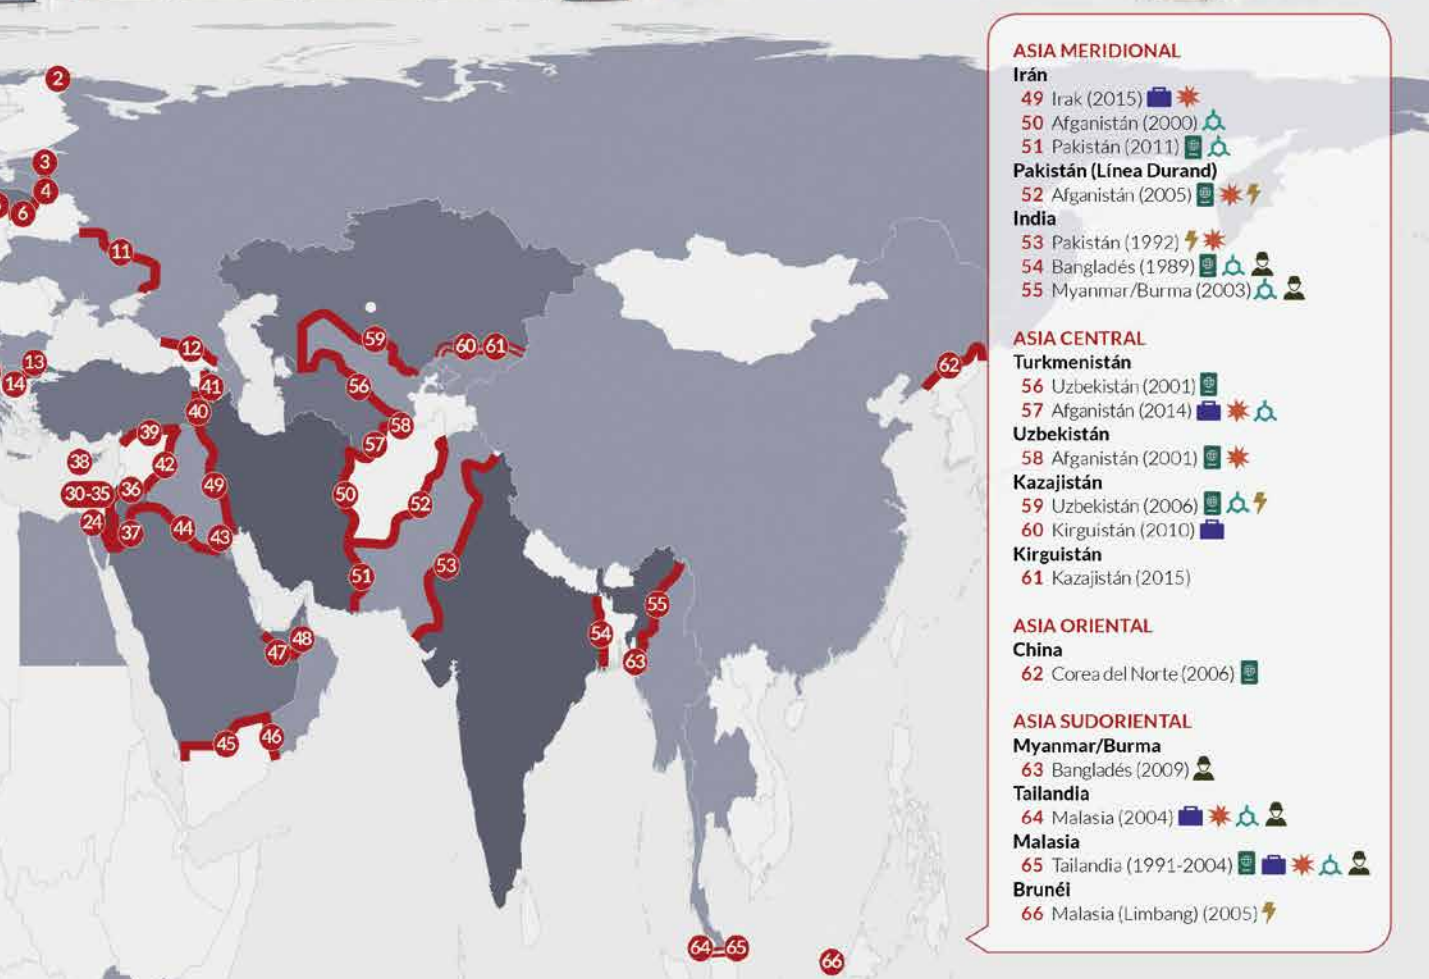 2
3
4
6
11
12
13
14
41
40
39
38
42
36
30-35
24
37
44
43
49
59
60
61
56
58
57
50
52
51
53
48
47
45
46
54
55
63
62
64
65
66
ASIA MERIDIONAL
Irán
49 Irak (2015)
50 Afganistán (2000)
51 Pakistán (2011)
Pakistán (Línea Durand)
52 Afganistán (2005)
India
53 Pakistán (1992)
54 Bangladés (1989)
55 Myanmar/Burma (2003)
ASIA CENTRAL
Turkmenistán
56 Uzbekistán (2001)
57 Afganistán (2014)
Uzbekistán
58 Afganistán (2001)
Kazajistán
59 Uzbekistán (2006)
60 Kirguistán (2010)
Kirguistán
61 Kazajistán (2015)
ASIA ORIENTAL
China
62 Corea del Norte (2006)
ASIA SUDORIENTAL
Myanmar/Burma
63 Bangladés (2009)
Tailandia
64 Malasia (2004)
Malasia
65 Tailandia (1991-2004)
Brunéi
66 Malasia (Limbang) (2005)